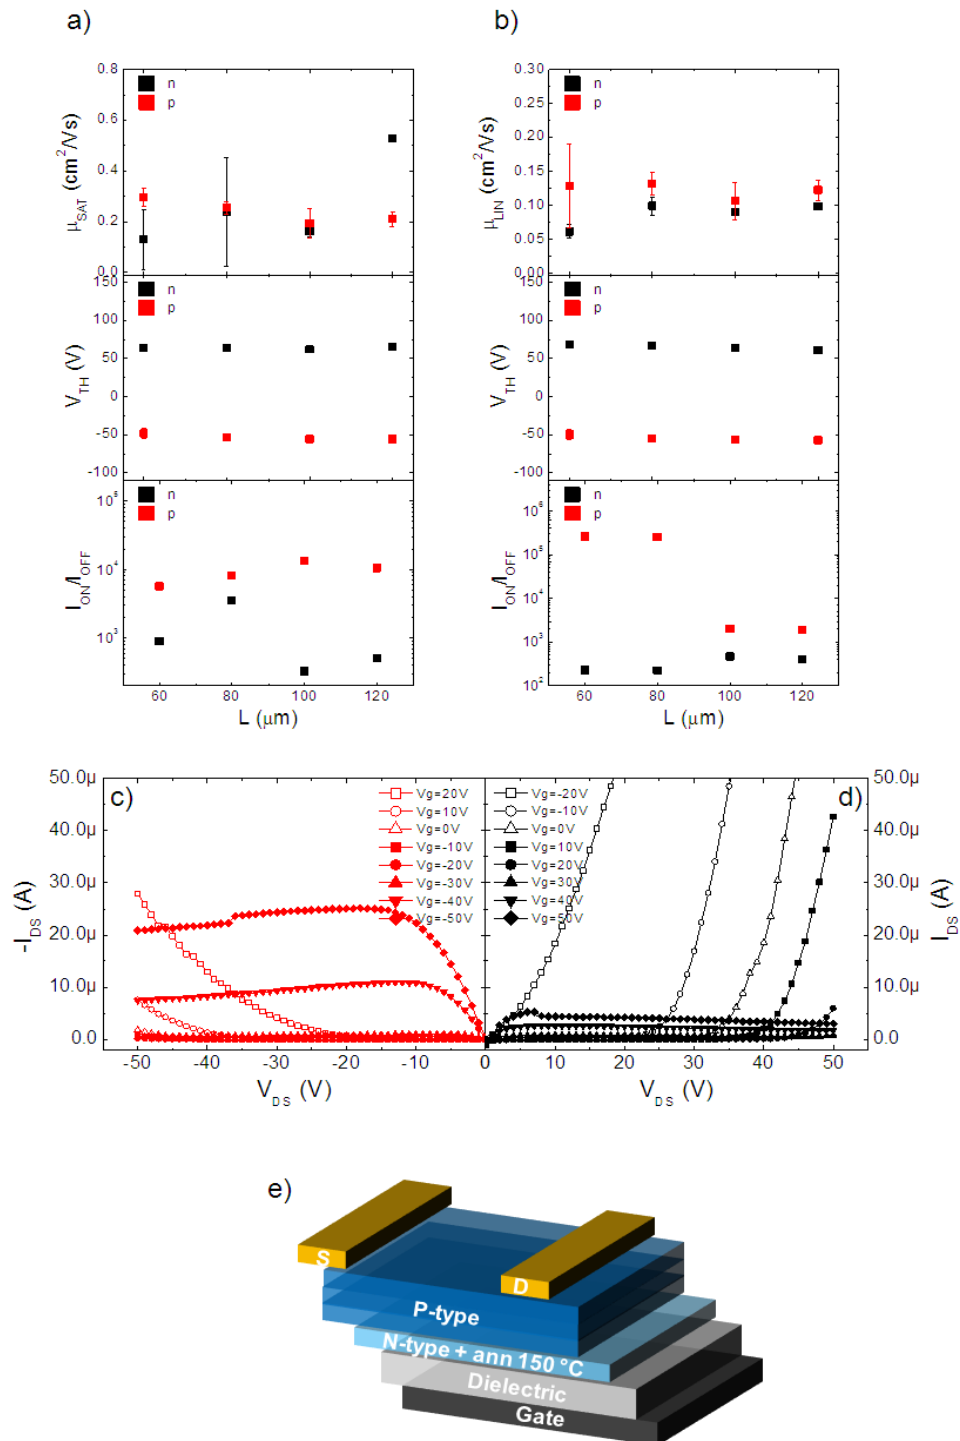 a)
b)
0.8
0.6
0.4
0.2
0.0
μSAT (cm²/Vs)
n
p
0.30
0.25
0.20
0.15
0.10
0.05
0.00
μLIN (cm²/Vs)
n
p
150
100
50
0
-50
-100
VTH (V)
n
p
150
100
50
0
-50
-100
VTH (V)
n
p
10⁵
10⁴
10³
ION/IOFF
n
p
10⁶
10⁵
10⁴
10³
10²
ION/IOFF
n
p
60 80 100 120
L (μm)
60 80 100 120
L (μm)
c)
50.0μ
40.0μ
30.0μ
20.0μ
10.0μ
0.0
-IDS (A)
Vg=20V
Vg=10V
Vg=0V
Vg=-10V
Vg=-20V
Vg=-30V
Vg=-40V
Vg=-50V
-50 -40 -30 -20 -10 0
VDS (V)
d)
Vg=-20V
Vg=-10V
Vg=0V
Vg=10V
Vg=20V
Vg=30V
Vg=40V
Vg=50V
10 20 30 40 50
VDS (V)
50.0μ
40.0μ
30.0μ
20.0μ
10.0μ
0.0
IDS (A)
e)
S
D
P-type
N-type + ann 150 °C
Dielectric
Gate